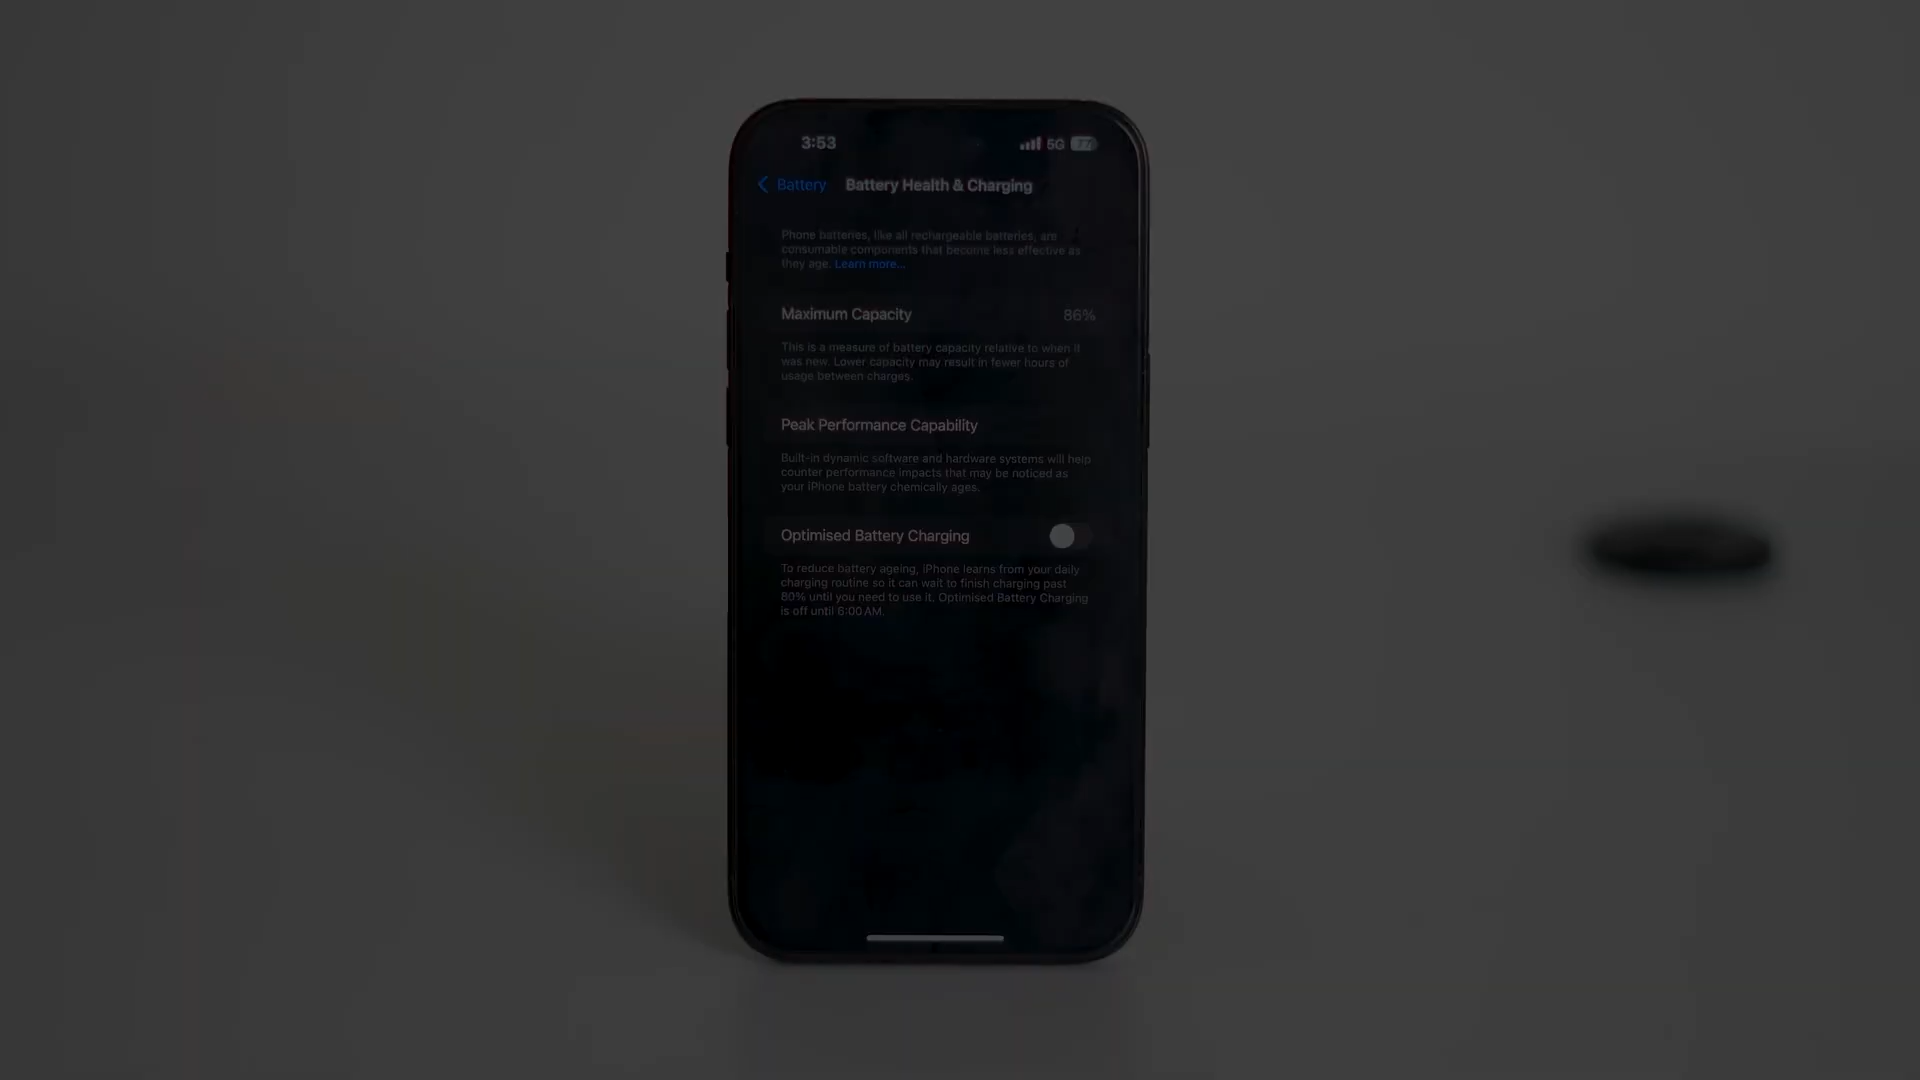 3:53
5G 77
Battery Battery Health & Charging
Phone batteries, like all rechargeable batteries, are
consumable components that become less effective as
they age. Learn more...
Maximum Capacity 86%
This is a measure of battery capacity relative to when it
was new. Lower capacity may result in fewer hours of
usage between charges.
Peak Performance Capability
Built-in dynamic software and hardware systems will help
counter performance impacts that may be noticed as
your iPhone battery chemically ages.
Optimised Battery Charging
To reduce battery ageing, iPhone learns from your daily
charging routine so it can wait to finish charging past
80% until you need to use it. Optimised Battery Charging
is off until 6:00 AM.